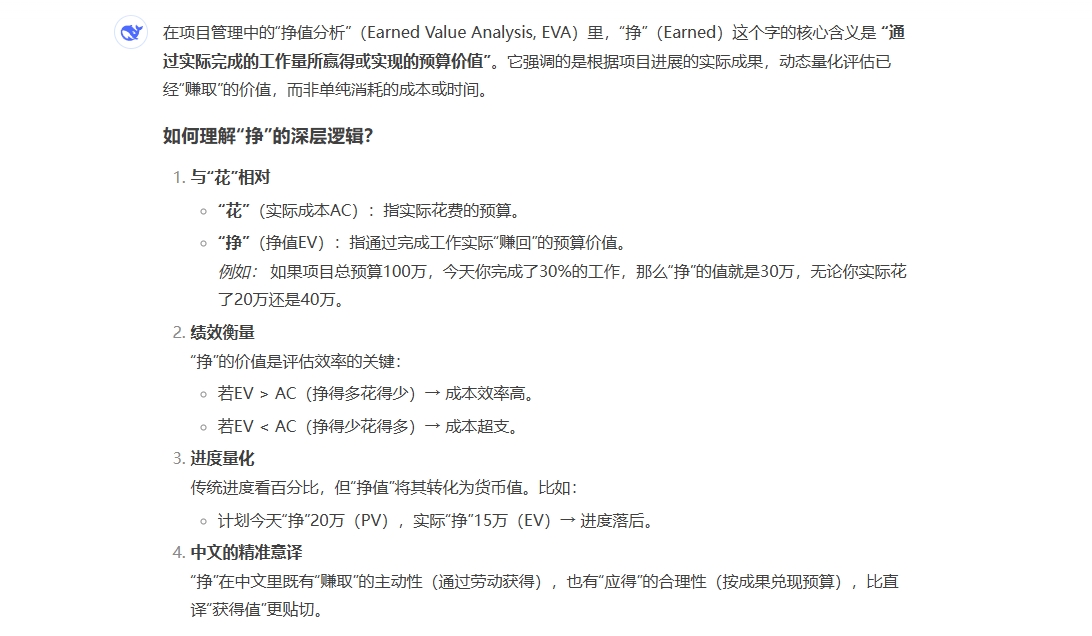 在项目管理中的“挣值分析”（Earned Value Analysis, EVA）里，“挣”（Earned）这个字的核心含义是 “通
过实际完成的工作量所赢得或实现的预算价值”。它强调的是根据项目进展的实际成果，动态量化评估已
经“赚取”的价值，而非单纯消耗的成本或时间。
如何理解“挣”的深层逻辑？
1. 与“花”相对
“花”（实际成本AC）：指实际花费的预算。
“挣”（挣值EV）：指通过完成工作实际“赚回”的预算价值。
例如： 如果项目总预算100万，今天你完成了30%的工作，那么“挣”的值就是30万，无论你实际花
了20万还是40万。
2. 绩效衡量
“挣”的价值是评估效率的关键：
若EV > AC（挣得多花得少）→ 成本效率高。
若EV < AC（挣得少花得多）→ 成本超支。
3. 进度量化
传统进度看百分比，但“挣值”将其转化为货币值。比如：
计划今天“挣”20万（PV），实际“挣”15万（EV）→ 进度落后。
4. 中文的精准意译
“挣”在中文里既有“赚取”的主动性（通过劳动获得），也有“应得”的合理性（按成果兑现预算），比直
译“获得值”更贴切。